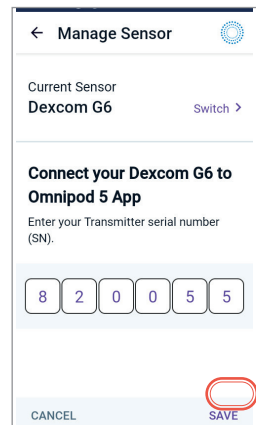 ← Manage Sensor
Current Sensor
Dexcom G6 Switch >
Connect your Dexcom G6 to
Omnipod 5 App
Enter your Transmitter serial number
(SN).
8 2 0 0 5 5
CANCEL SAVE